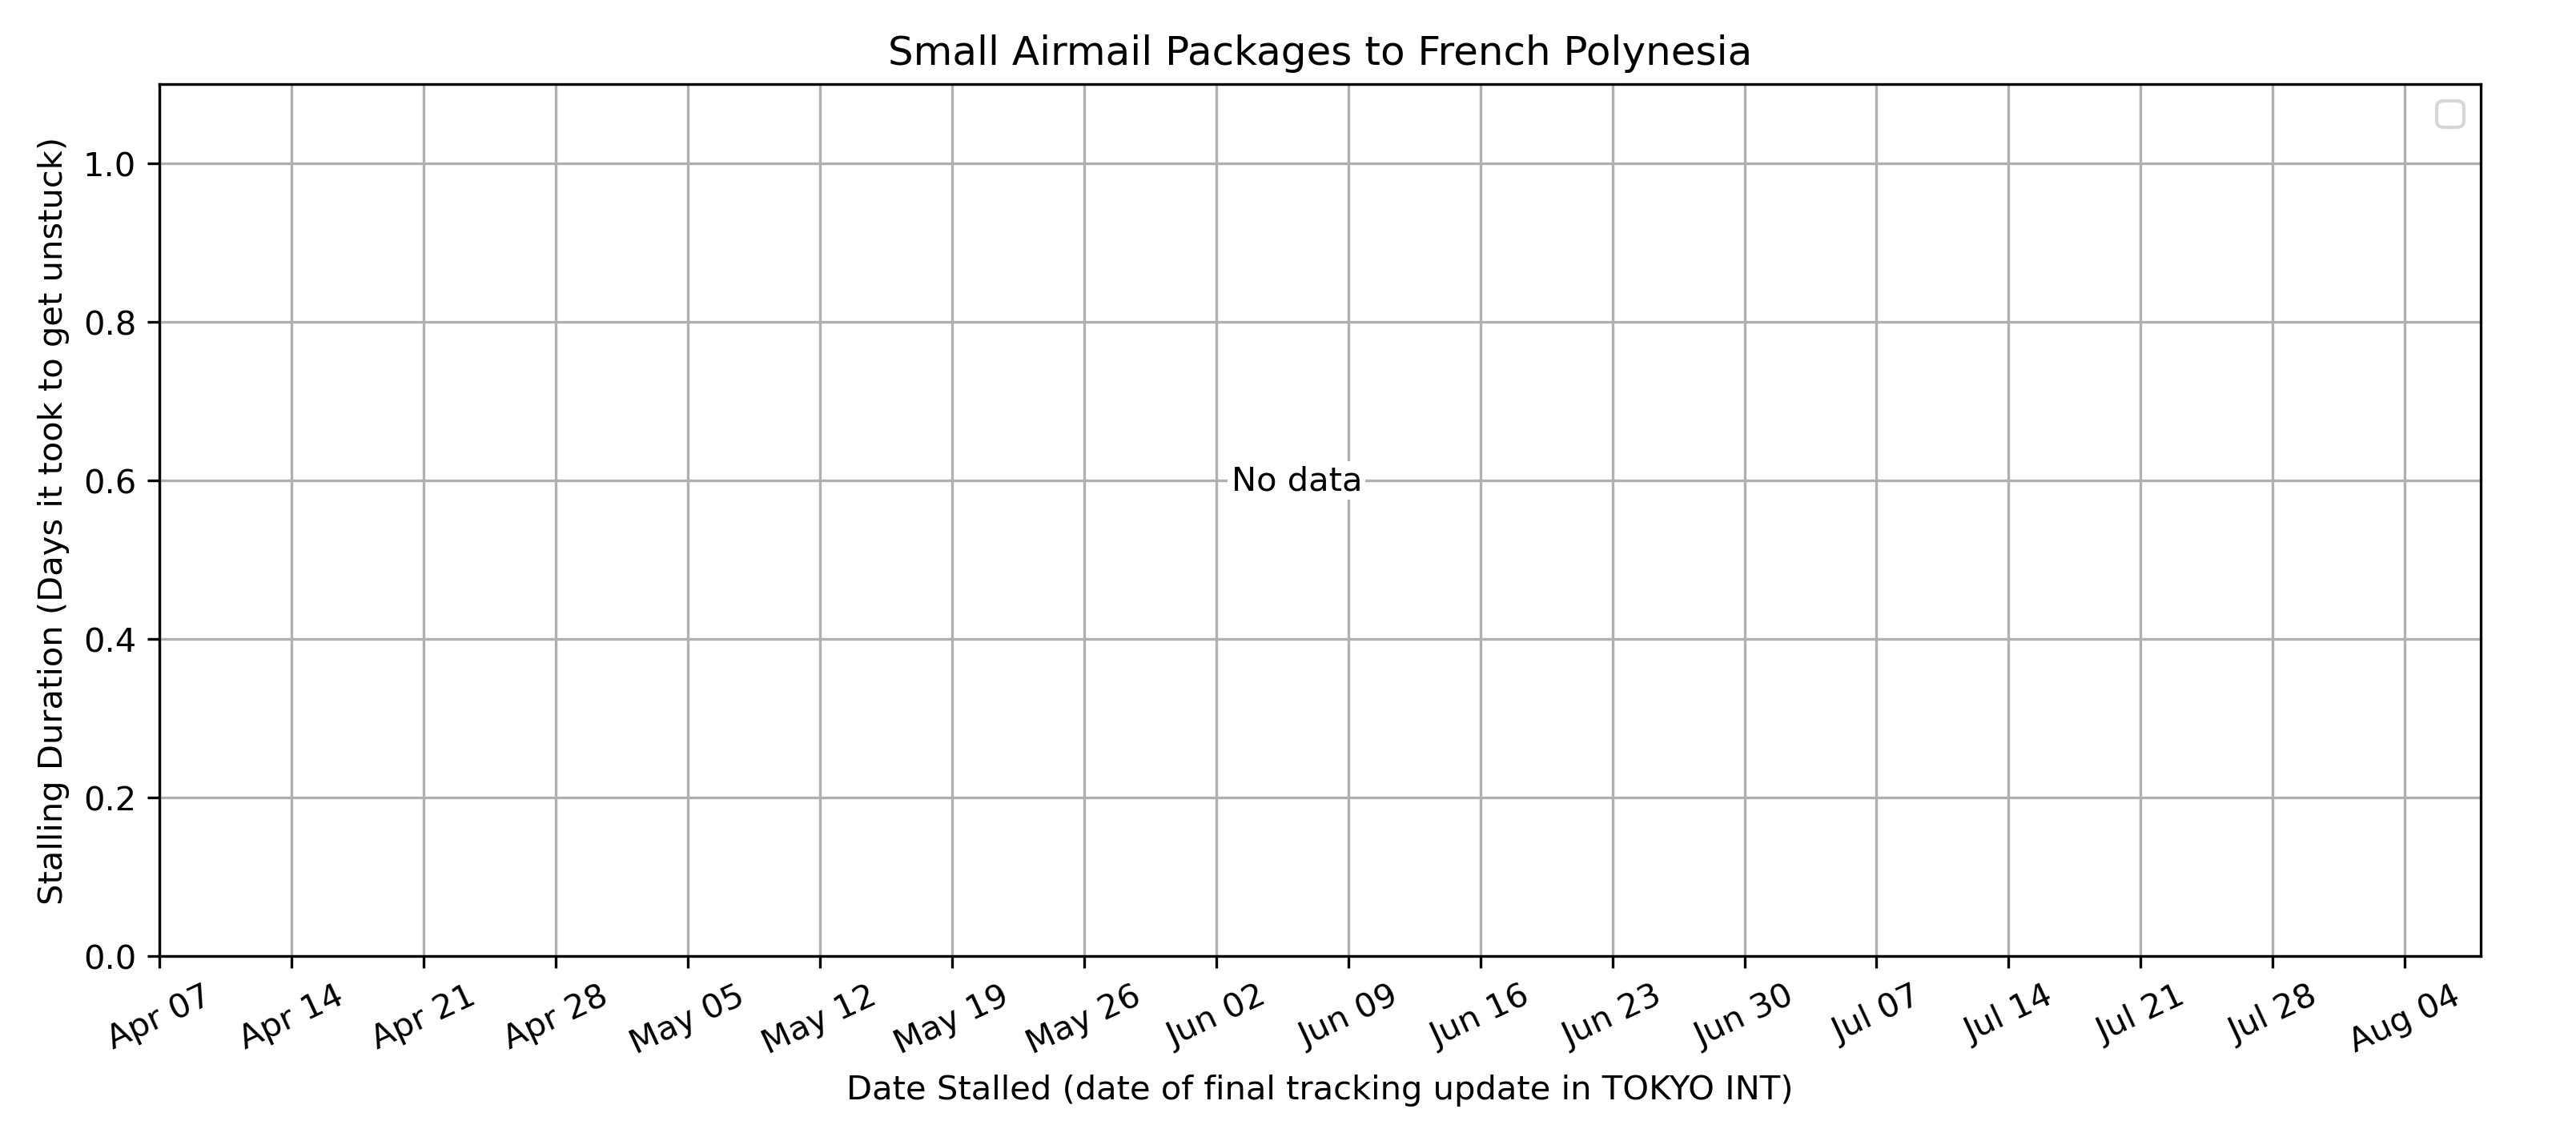 Small Airmail Packages to French Polynesia
Stalling Duration (Days it took to get unstuck)
1.0
0.8
0.6
0.4
0.2
0.0
No data
Apr 07
Apr 14
Apr 21
Apr 28
May 05
May 12
May 19
May 26
Jun 02
Jun 09
Jun 16
Jun 23
Jun 30
Jul 07
Jul 14
Jul 21
Jul 28
Aug 04
Date Stalled (date of final tracking update in TOKYO INT)